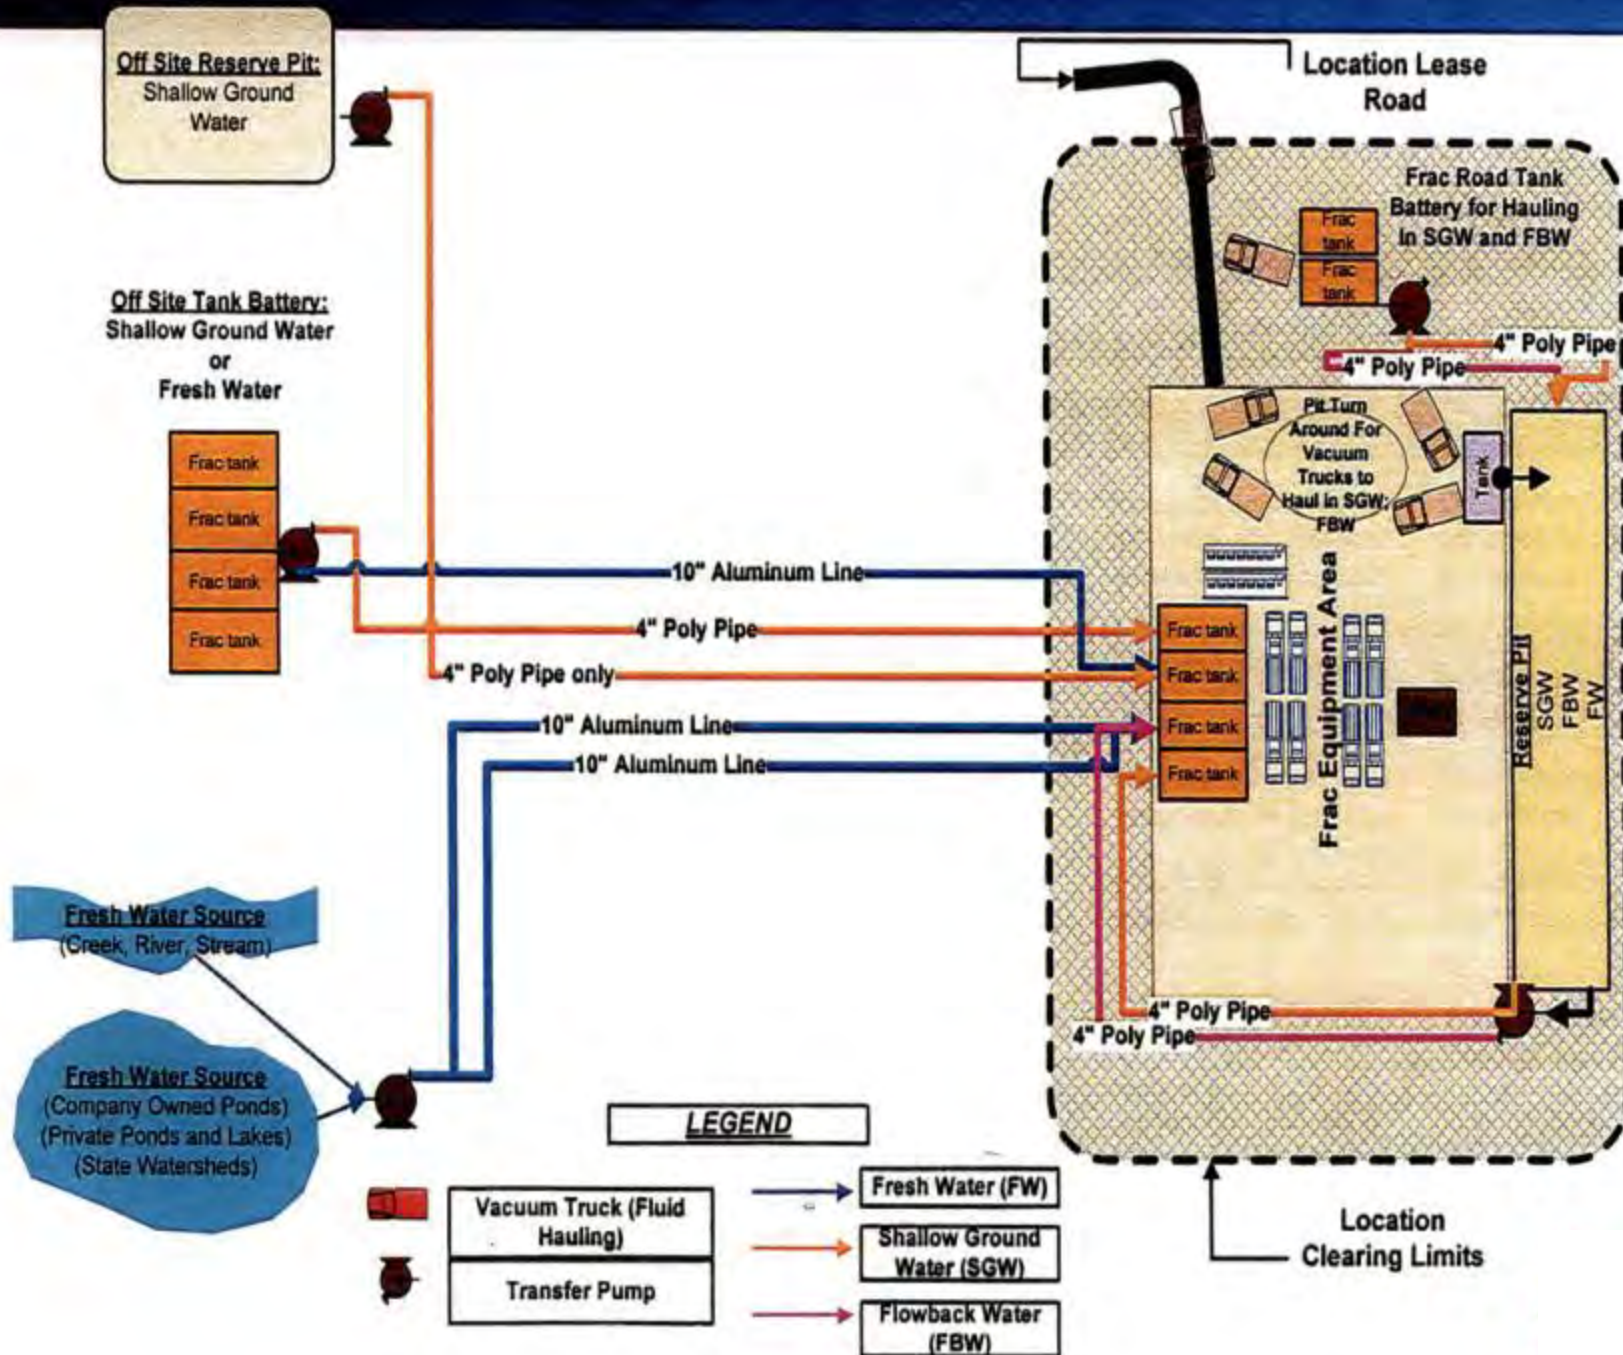 Off Site Reserve Pit:
Shallow Ground
Water
Location Lease
Road
Frac Road Tank
Battery for Hauling
in SGW and FBW
Frac
tank
Frac
tank
4" Poly Pipe
4" Poly Pipe
Off Site Tank Battery:
Shallow Ground Water
or
Fresh Water
Frac tank
Frac tank
Frac tank
Frac tank
Pit Turn
Around For
Vacuum
Trucks to
Haul in SGW,
FBW
Tank
10" Aluminum Line
4" Poly Pipe
4" Poly Pipe only
10" Aluminum Line
10" Aluminum Line
Frac tank
Frac tank
Frac tank
Frac tank
Frac Equipment Area
Reserve Pit
SGW
FBW
FW
4" Poly Pipe
4" Poly Pipe
Fresh Water Source
(Creek, River, Stream)
Fresh Water Source
(Company Owned Ponds)
(Private Ponds and Lakes)
(State Watersheds)
LEGEND
Vacuum Truck (Fluid
Hauling)
Transfer Pump
Fresh Water (FW)
Shallow Ground
Water (SGW)
Flowback Water
(FBW)
Location
Clearing Limits